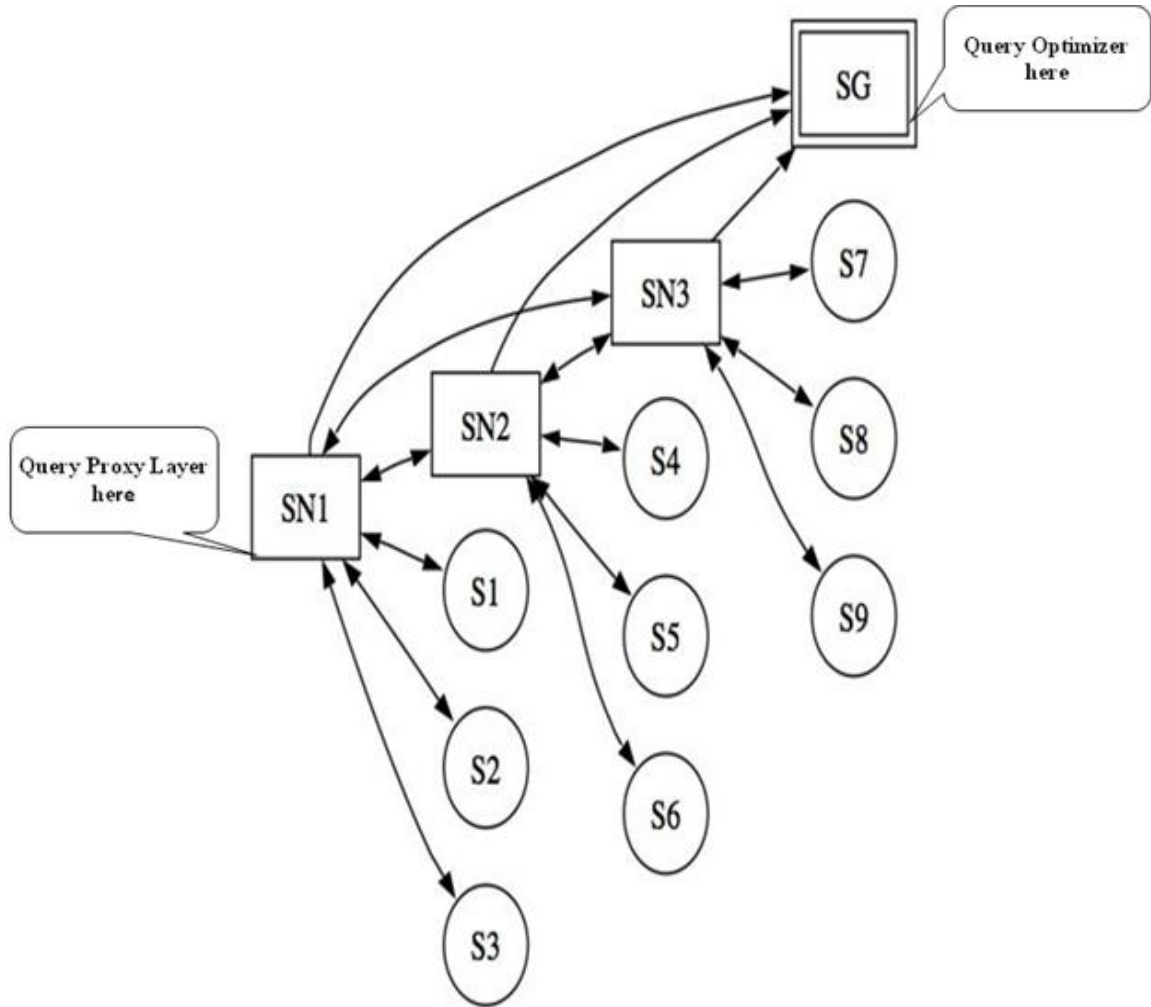 SG
Query Optimizer
here
S7
SN3
SN2
S4
S8
Query Proxy Layer
here
SN1
S1
S5
S9
S2
S6
S3